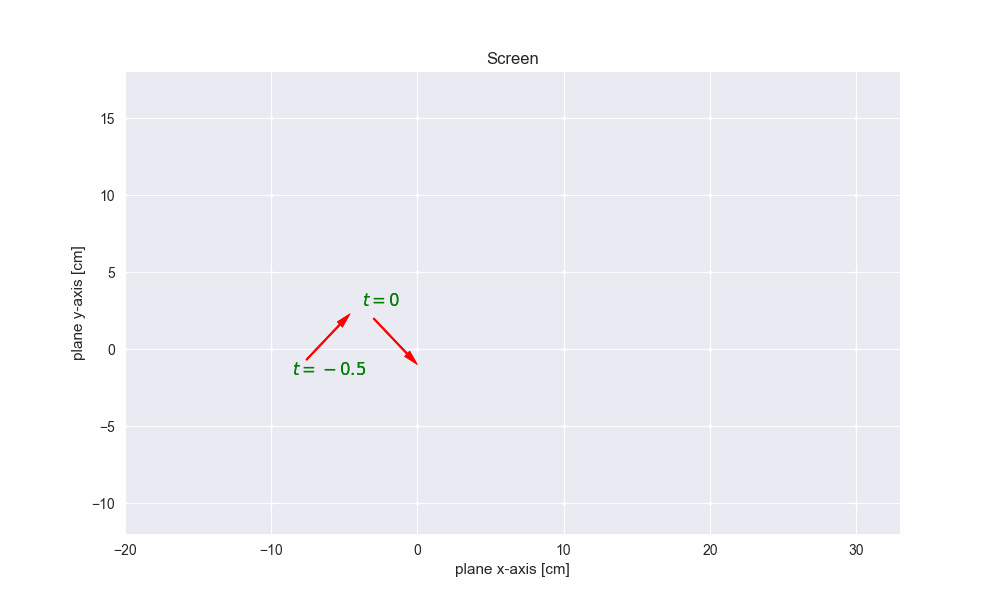 Screen
15
10
5
0
−5
−10
t = 0
t = − 0.5
−20
−10
0
10
20
30
plane x-axis [cm]
plane y-axis [cm]